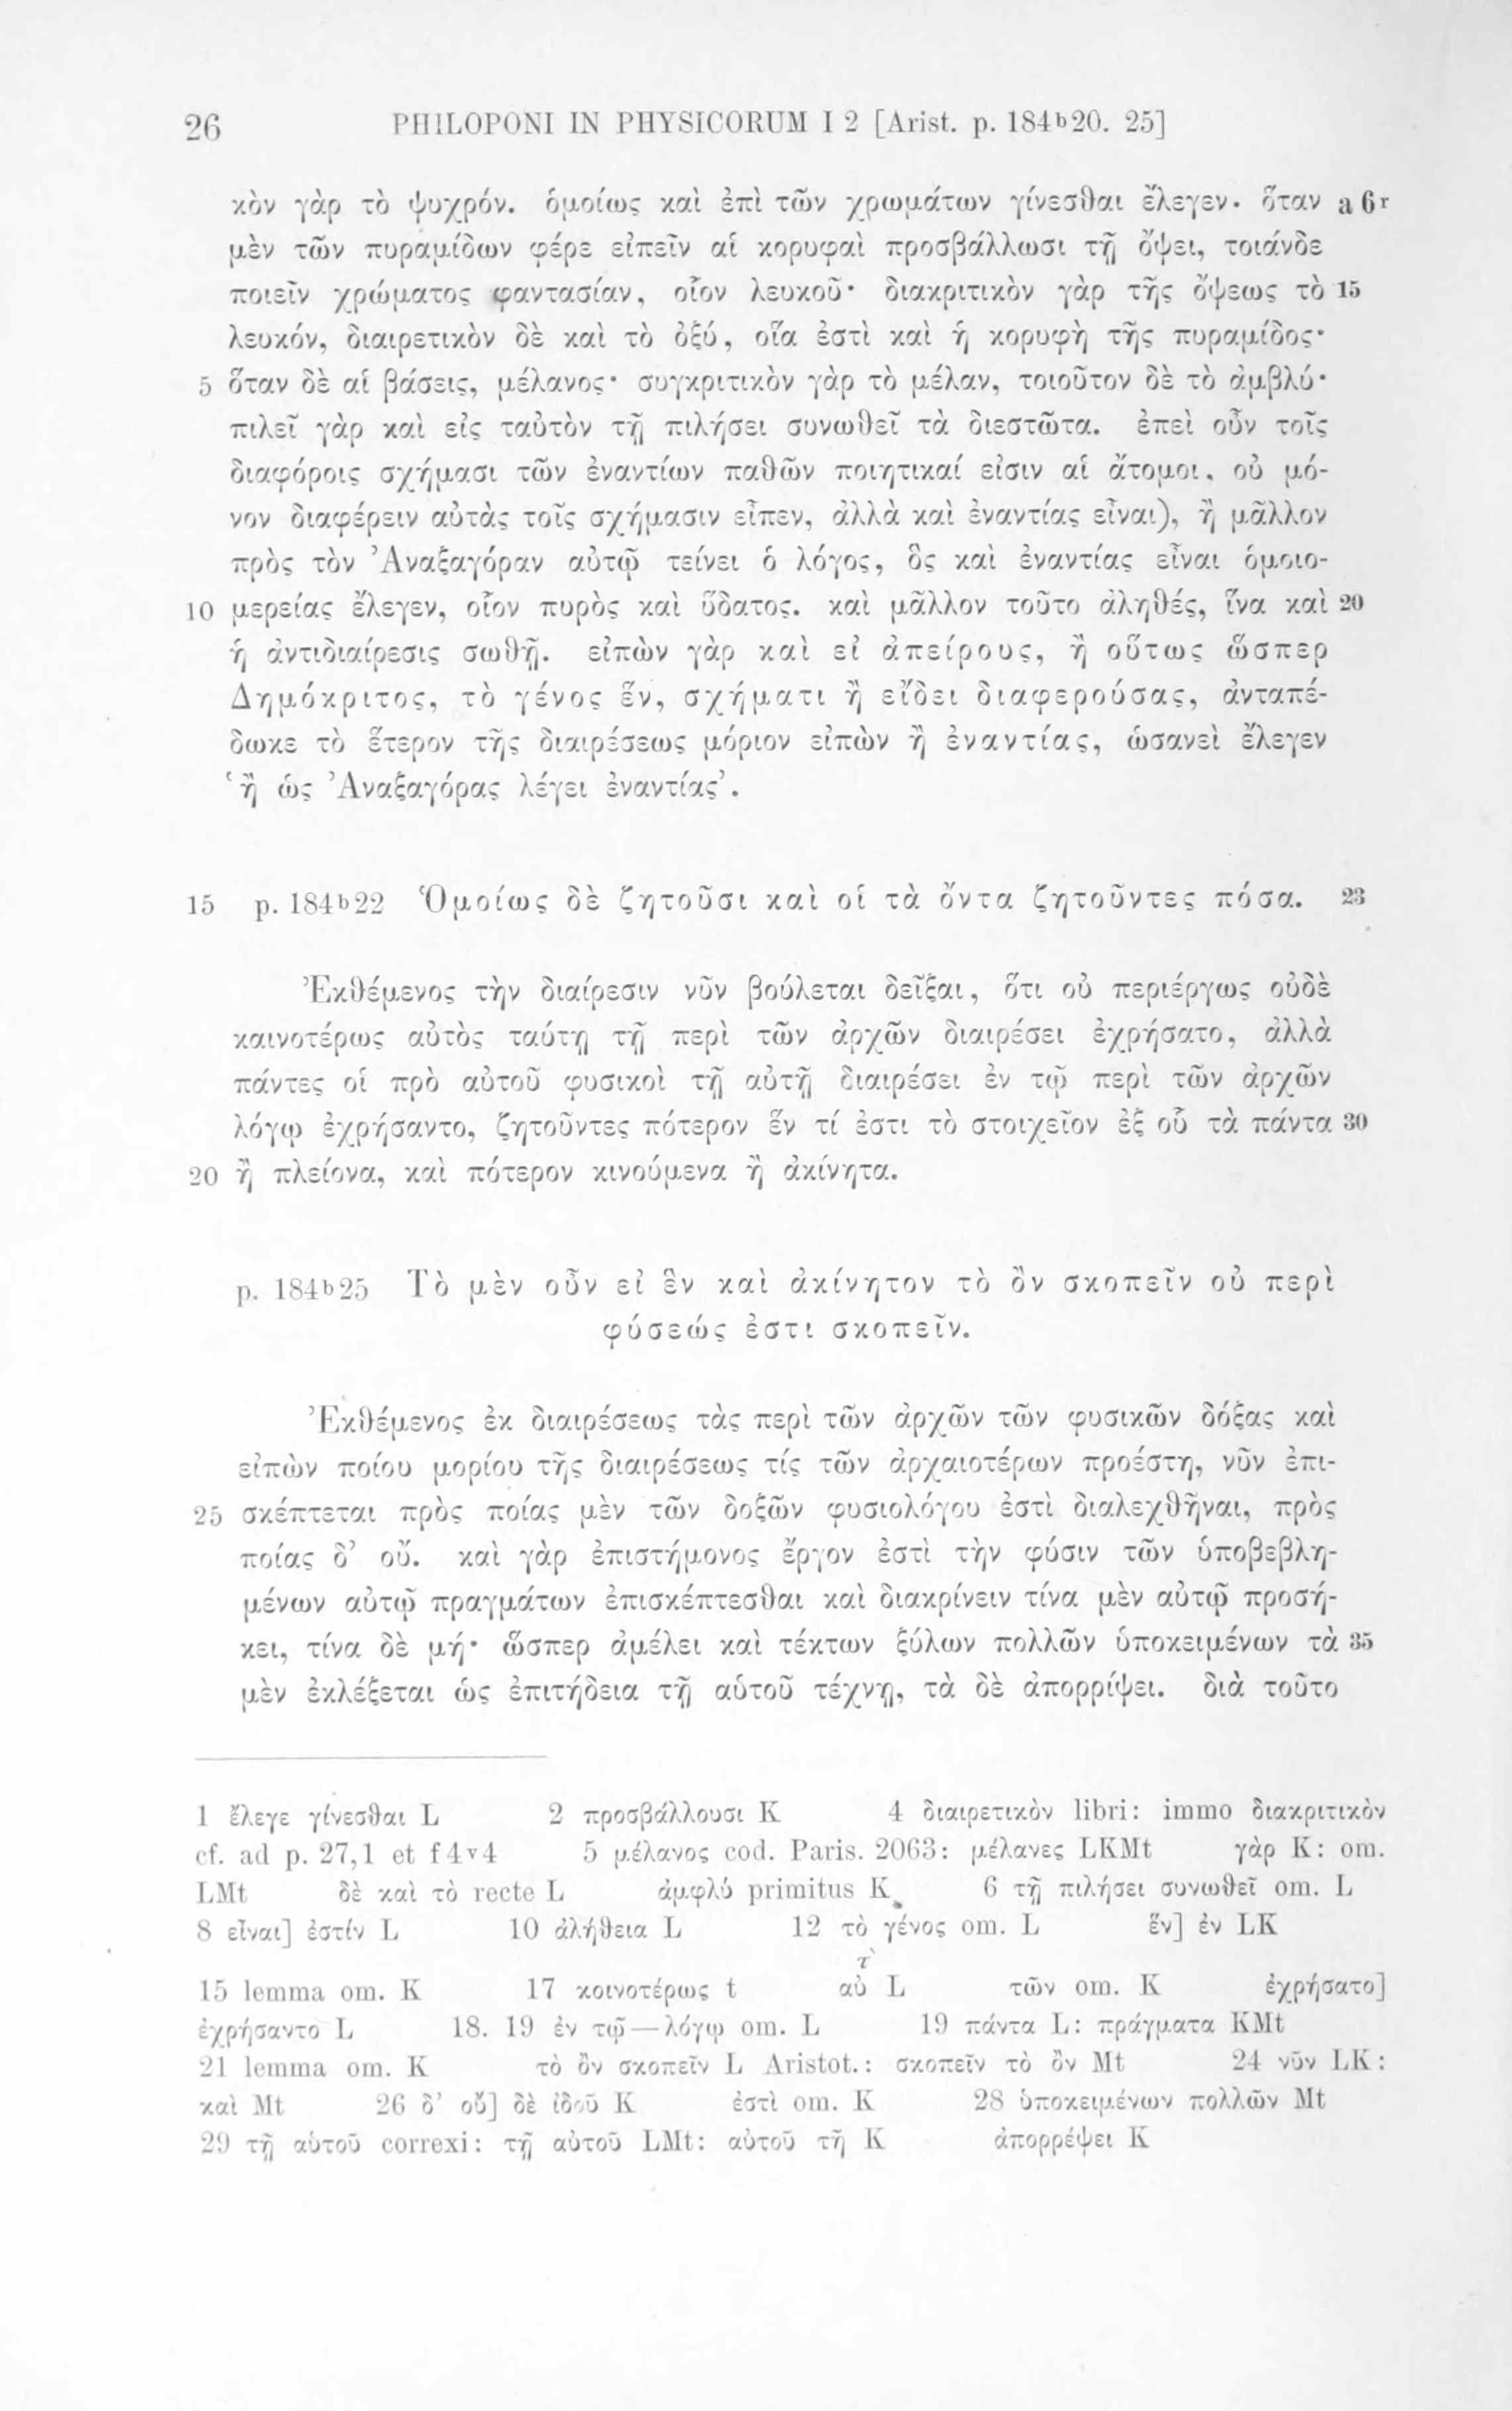 26 PHILOPONI IN PHYSICORUM I 2 [Arist. p. 184ᵇ20. 25]
κὸν γὰρ τὸ ψυχρόν. ὁμοίως καὶ ἐπὶ τῶν χρωμάτων γίνεσθαι ἔλεγεν· ὅταν a 6ʳ
μὲν τῶν πυραμίδων φέρε εἰπεῖν αἱ κορυφαὶ προσβάλλωσι τῇ ὄψει, τοιάνδε
ποιεῖν χρώματος φαντασίαν, οἷον λευκοῦ· διακριτικὸν γὰρ τῆς ὄψεως τὸ 15
λευκόν, διαιρετικὸν δὲ καὶ τὸ ὀξύ, οἵα ἐστὶ καὶ ἡ κορυφὴ τῆς πυραμίδος·
5 ὅταν δὲ αἱ βάσεις, μέλανος· συγκριτικὸν γὰρ τὸ μέλαν, τοιοῦτον δὲ τὸ ἀμβλύ·
πιλεῖ γὰρ καὶ εἰς ταὐτὸν τῇ πιλήσει συνωθεῖ τὰ διεστῶτα. ἐπεὶ οὖν τοῖς
διαφόροις σχήμασι τῶν ἐναντίων παθῶν ποιητικαί εἰσιν αἱ ἄτομοι, οὐ μό-
νον διαφέρειν αὐτὰς τοῖς σχήμασιν εἶπεν, ἀλλὰ καὶ ἐναντίας εἶναι), ἢ μᾶλλον
πρὸς τὸν Ἀναξαγόραν αὐτῷ τείνει ὁ λόγος, ὃς καὶ ἐναντίας εἶναι ὁμοιο-
10 μερείας ἔλεγεν, οἷον πυρὸς καὶ ὕδατος. καὶ μᾶλλον τοῦτο ἀληθές, ἵνα καὶ 20
ἡ ἀντιδιαίρεσις σωθῇ. εἰπὼν γὰρ καὶ εἰ ἀπείρους, ἢ οὕτως ὥσπερ
Δημόκριτος, τὸ γένος ἕν, σχήματι ἢ εἴδει διαφερούσας, ἀνταπέ-
δωκε τὸ ἕτερον τῆς διαιρέσεως μόριον εἰπὼν ἢ ἐναντίας, ὡσανεὶ ἔλεγεν
‘ἢ ὡς Ἀναξαγόρας λέγει ἐναντίας’.
15 p. 184ᵇ22 Ὁμοίως δὲ ζητοῦσι καὶ οἱ τὰ ὄντα ζητοῦντες πόσα. 23
Ἐκθέμενος τὴν διαίρεσιν νῦν βούλεται δεῖξαι, ὅτι οὐ περιέργως οὐδὲ
καινοτέρως αὐτὸς ταύτῃ τῇ περὶ τῶν ἀρχῶν διαιρέσει ἐχρήσατο, ἀλλὰ
πάντες οἱ πρὸ αὐτοῦ φυσικοὶ τῇ αὐτῇ διαιρέσει ἐν τῷ περὶ τῶν ἀρχῶν
λόγῳ ἐχρήσαντο, ζητοῦντες πότερον ἕν τί ἐστι τὸ στοιχεῖον ἐξ οὗ τὰ πάντα 30
20 ἢ πλείονα, καὶ πότερον κινούμενα ἢ ἀκίνητα.
p. 184ᵇ25 Τὸ μὲν οὖν εἰ ἓν καὶ ἀκίνητον τὸ ὂν σκοπεῖν οὐ περὶ
φύσεώς ἐστι σκοπεῖν.
Ἐκθέμενος ἐκ διαιρέσεως τὰς περὶ τῶν ἀρχῶν τῶν φυσικῶν δόξας καὶ
εἰπὼν ποίου μορίου τῆς διαιρέσεως τίς τῶν ἀρχαιοτέρων προέστη, νῦν ἐπι-
25 σκέπτεται πρὸς ποίας μὲν τῶν δοξῶν φυσιολόγου ἐστὶ διαλεχθῆναι, πρὸς
ποίας δ’ οὔ. καὶ γὰρ ἐπιστήμονος ἔργον ἐστὶ τὴν φύσιν τῶν ὑποβεβλη-
μένων αὐτῷ πραγμάτων ἐπισκέπτεσθαι καὶ διακρίνειν τίνα μὲν αὐτῷ προσή-
κει, τίνα δὲ μή· ὥσπερ ἀμέλει καὶ τέκτων ξύλων πολλῶν ὑποκειμένων τὰ 35
μὲν ἐκλέξεται ὡς ἐπιτήδεια τῇ αὑτοῦ τέχνῃ, τὰ δὲ ἀπορρίψει. διὰ τοῦτο
1 ἔλεγε γίνεσθαι L 2 προσβάλλουσι K 4 διαιρετικὸν libri: immo διακριτικὸν
cf. ad p. 27,1 et f 4ᵛ4 5 μέλανος cod. Paris. 2063: μέλανες LKMt γὰρ K: om.
LMt δὲ καὶ τὸ recte L ἀμφλύ primitus K 6 τῇ πιλήσει συνωθεῖ om. L
8 εἶναι] ἐστίν L 10 ἀλήθεια L 12 τὸ γένος om. L ἕν] ἐν LK
15 lemma om. K 17 κοινοτέρως t αὐτ̀ L τῶν om. K ἐχρήσατο]
ἐχρήσαντο L 18. 19 ἐν τῷ—λόγῳ om. L 19 πάντα L: πράγματα KMt
21 lemma om. K τὸ ὂν σκοπεῖν L Aristot.: σκοπεῖν τὸ ὂν Mt 24 νῦν LK:
καὶ Mt 26 δ’ οὔ] δὲ ἰδοῦ K ἐστὶ om. K 28 ὑποκειμένων πολλῶν Mt
29 τῇ αὑτοῦ correxi: τῇ αὐτοῦ LMt: αὐτοῦ τῇ K ἀπορρέψει K